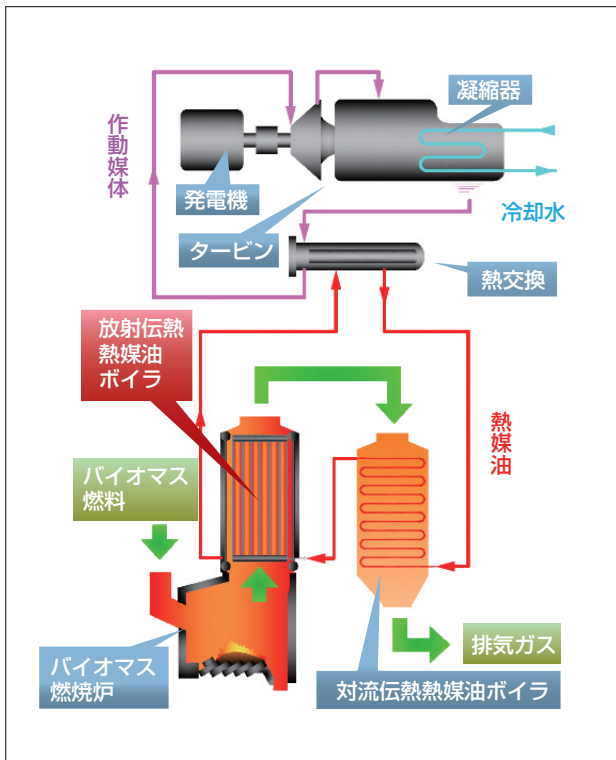 凝縮器
作動媒体
発電機
冷却水
タービン
熱交換
放射伝熱
熱媒油
ボイラ
熱媒油
バイオマス
燃料
排気ガス
バイオマス
燃焼炉
対流伝熱熱媒油ボイラ